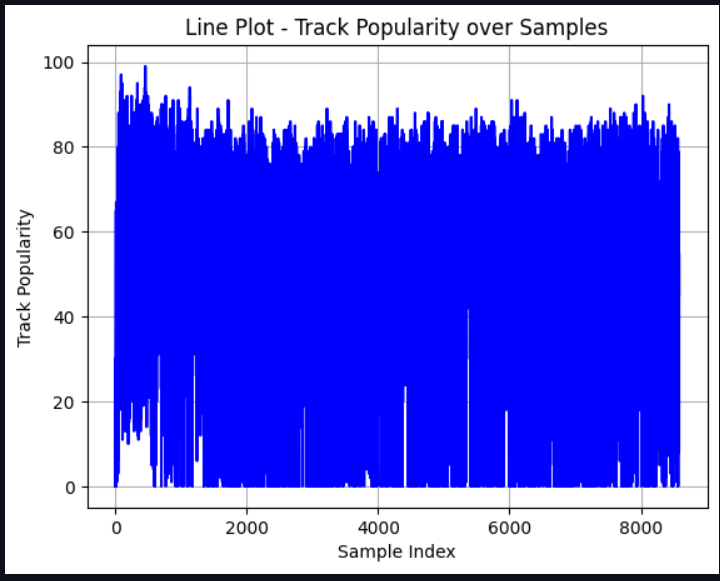 Line Plot - Track Popularity over Samples
100
80
60
40
20
0
Track Popularity
0 2000 4000 6000 8000
Sample Index